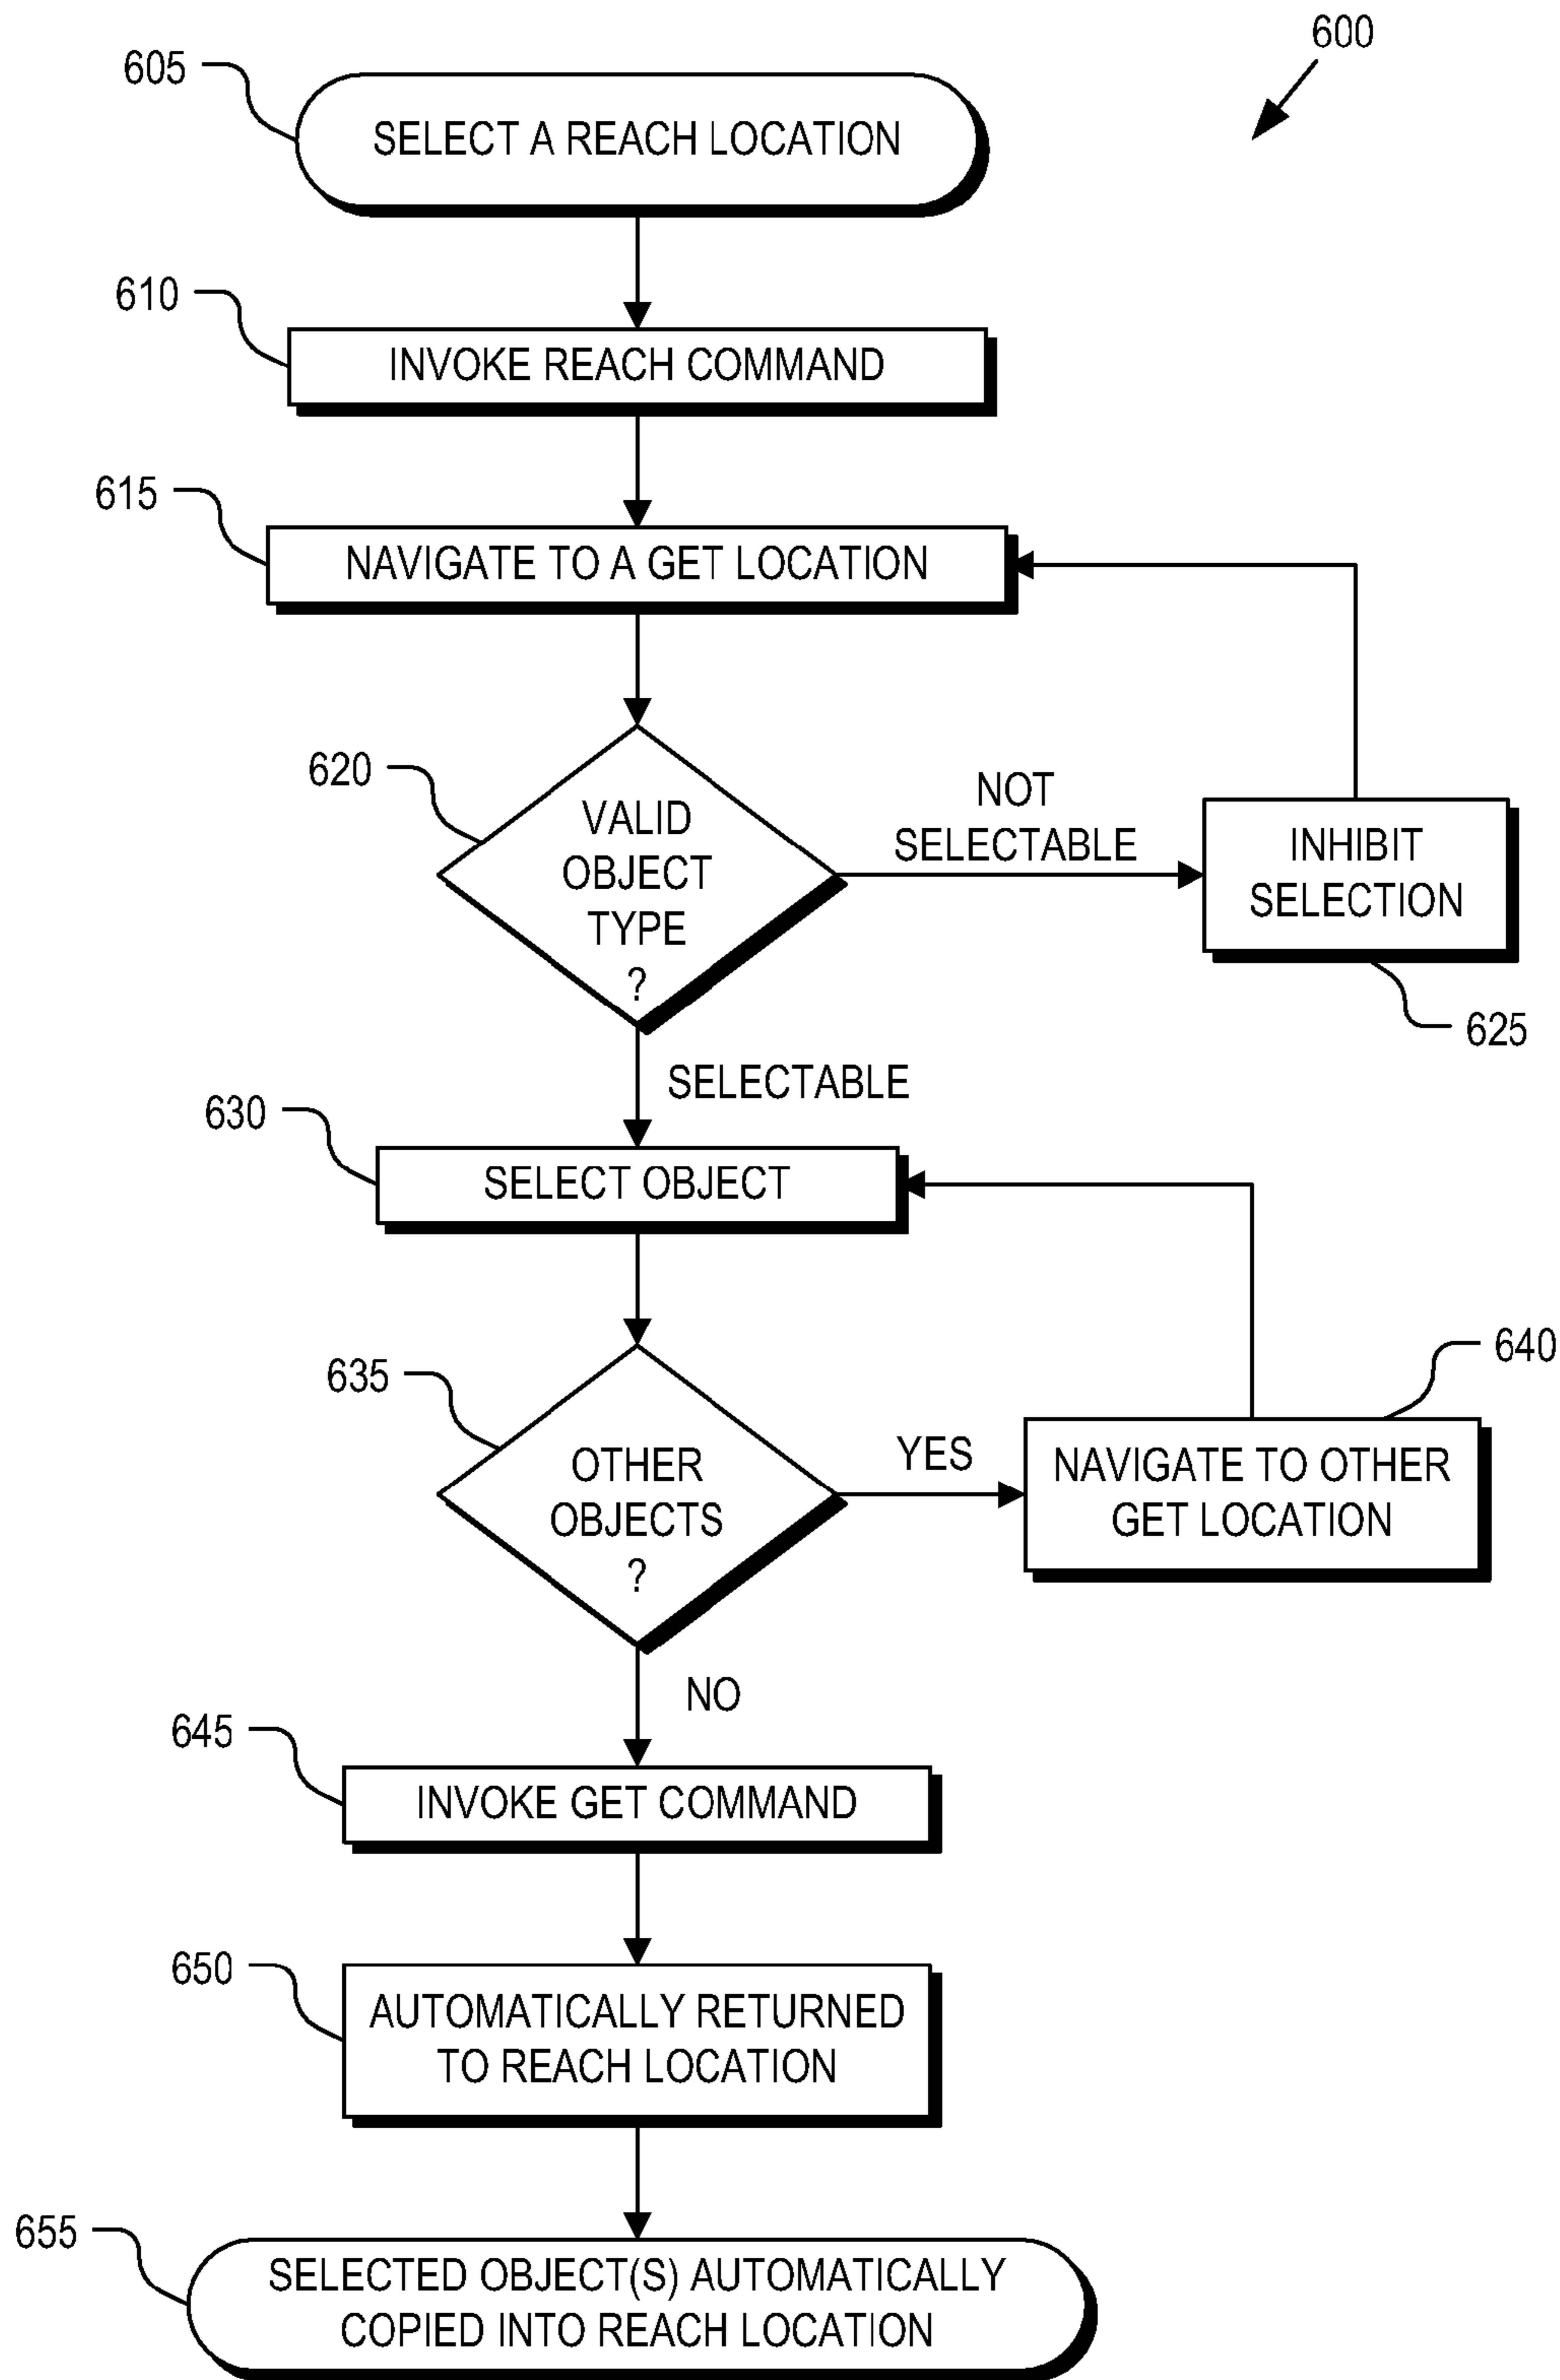 600
605
SELECT A REACH LOCATION
610
INVOKE REACH COMMAND
615
NAVIGATE TO A GET LOCATION
620
VALID
OBJECT
TYPE
?
NOT
SELECTABLE
INHIBIT
SELECTION
625
SELECTABLE
630
SELECT OBJECT
635
OTHER
OBJECTS
?
YES
640
NAVIGATE TO OTHER
GET LOCATION
NO
645
INVOKE GET COMMAND
650
AUTOMATICALLY RETURNED
TO REACH LOCATION
655
SELECTED OBJECT(S) AUTOMATICALLY
COPIED INTO REACH LOCATION